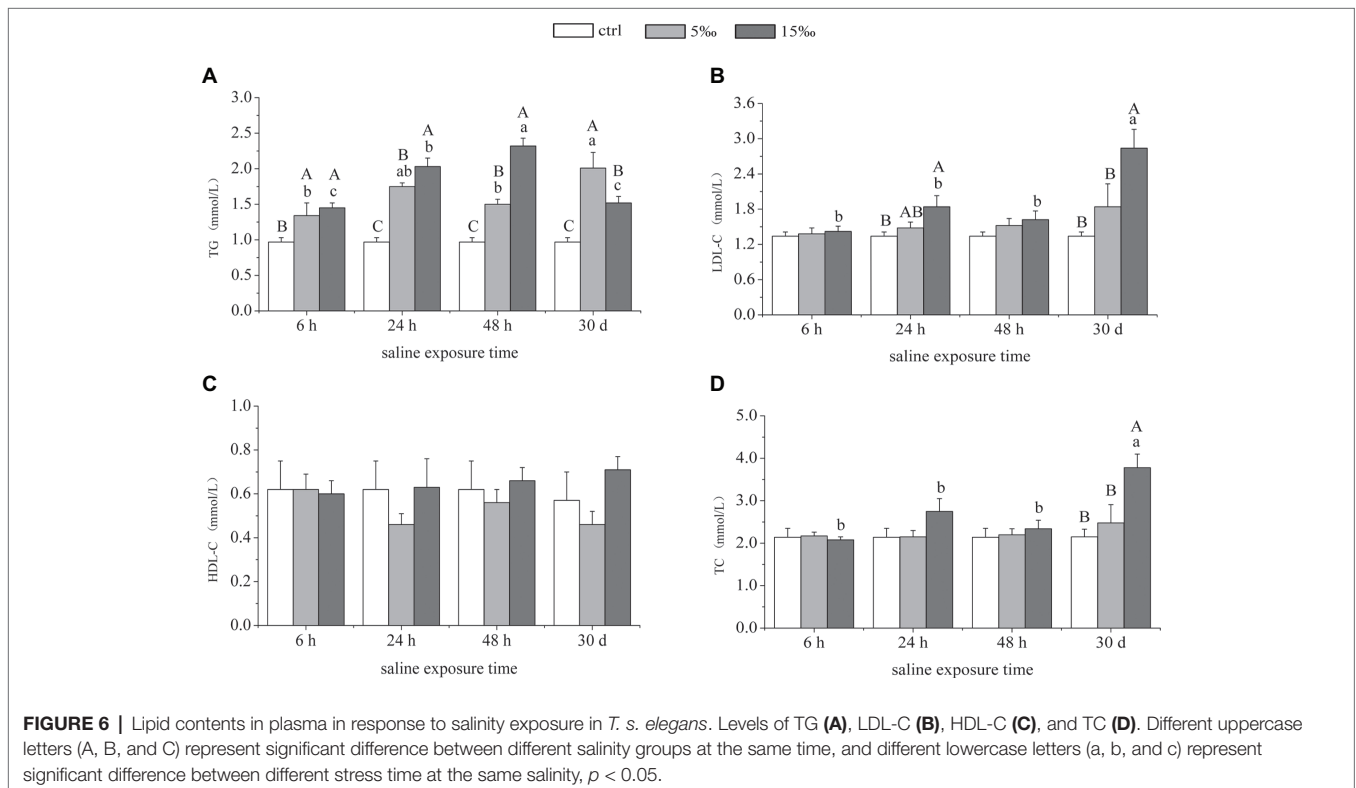 ctrl 5‰ 15‰
A
TG (mmol/L)
3.0
2.5
2.0
1.5
1.0
0.5
0.0
B A b A c
C B ab A b
C B b A a
C A a B c
6 h 24 h 48 h 30 d
saline exposure time
B
LDL-C (mmol/L)
3.6
3.0
2.4
1.8
1.2
0.6
0.0
b
B AB A b
b
B B A a
6 h 24 h 48 h 30 d
saline exposure time
C
HDL-C (mmol/L)
1.0
0.8
0.6
0.4
0.2
0.0
6 h 24 h 48 h 30 d
saline exposure time
D
TC (mmol/L)
5.0
4.0
3.0
2.0
1.0
0.0
b
b
b
B B A a
6 h 24 h 48 h 30 d
saline exposure time
FIGURE 6 | Lipid contents in plasma in response to salinity exposure in T. s. elegans. Levels of TG (A), LDL-C (B), HDL-C (C), and TC (D). Different uppercase
letters (A, B, and C) represent significant difference between different salinity groups at the same time, and different lowercase letters (a, b, and c) represent
significant difference between different stress time at the same salinity, p < 0.05.